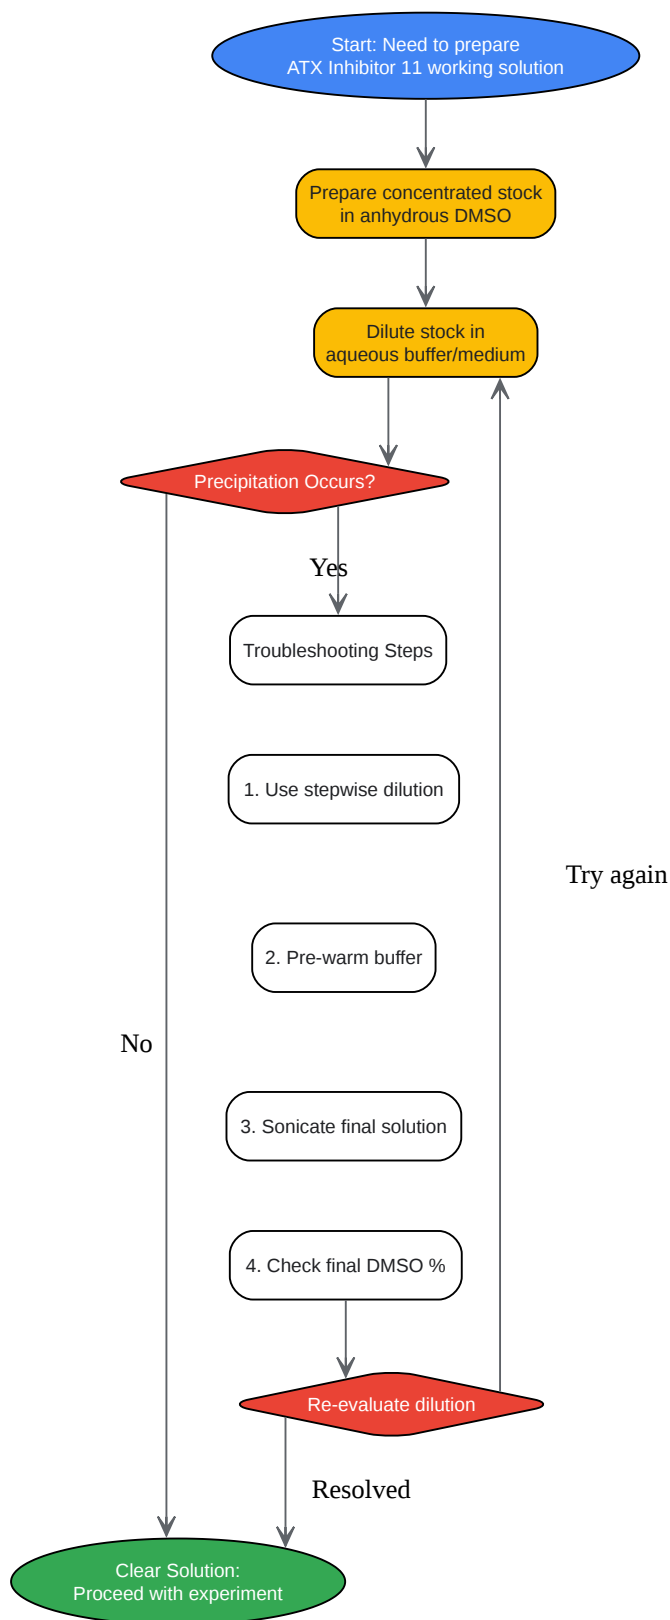 Start: Need to prepare
ATX Inhibitor 11 working solution
Prepare concentrated stock
in anhydrous DMSO
Dilute stock in
aqueous buffer/medium
Precipitation Occurs?
Yes
Troubleshooting Steps
1. Use stepwise dilution
Try again
2. Pre-warm buffer
No
3. Sonicate final solution
4. Check final DMSO %
Re-evaluate dilution
Resolved
Clear Solution:
Proceed with experiment